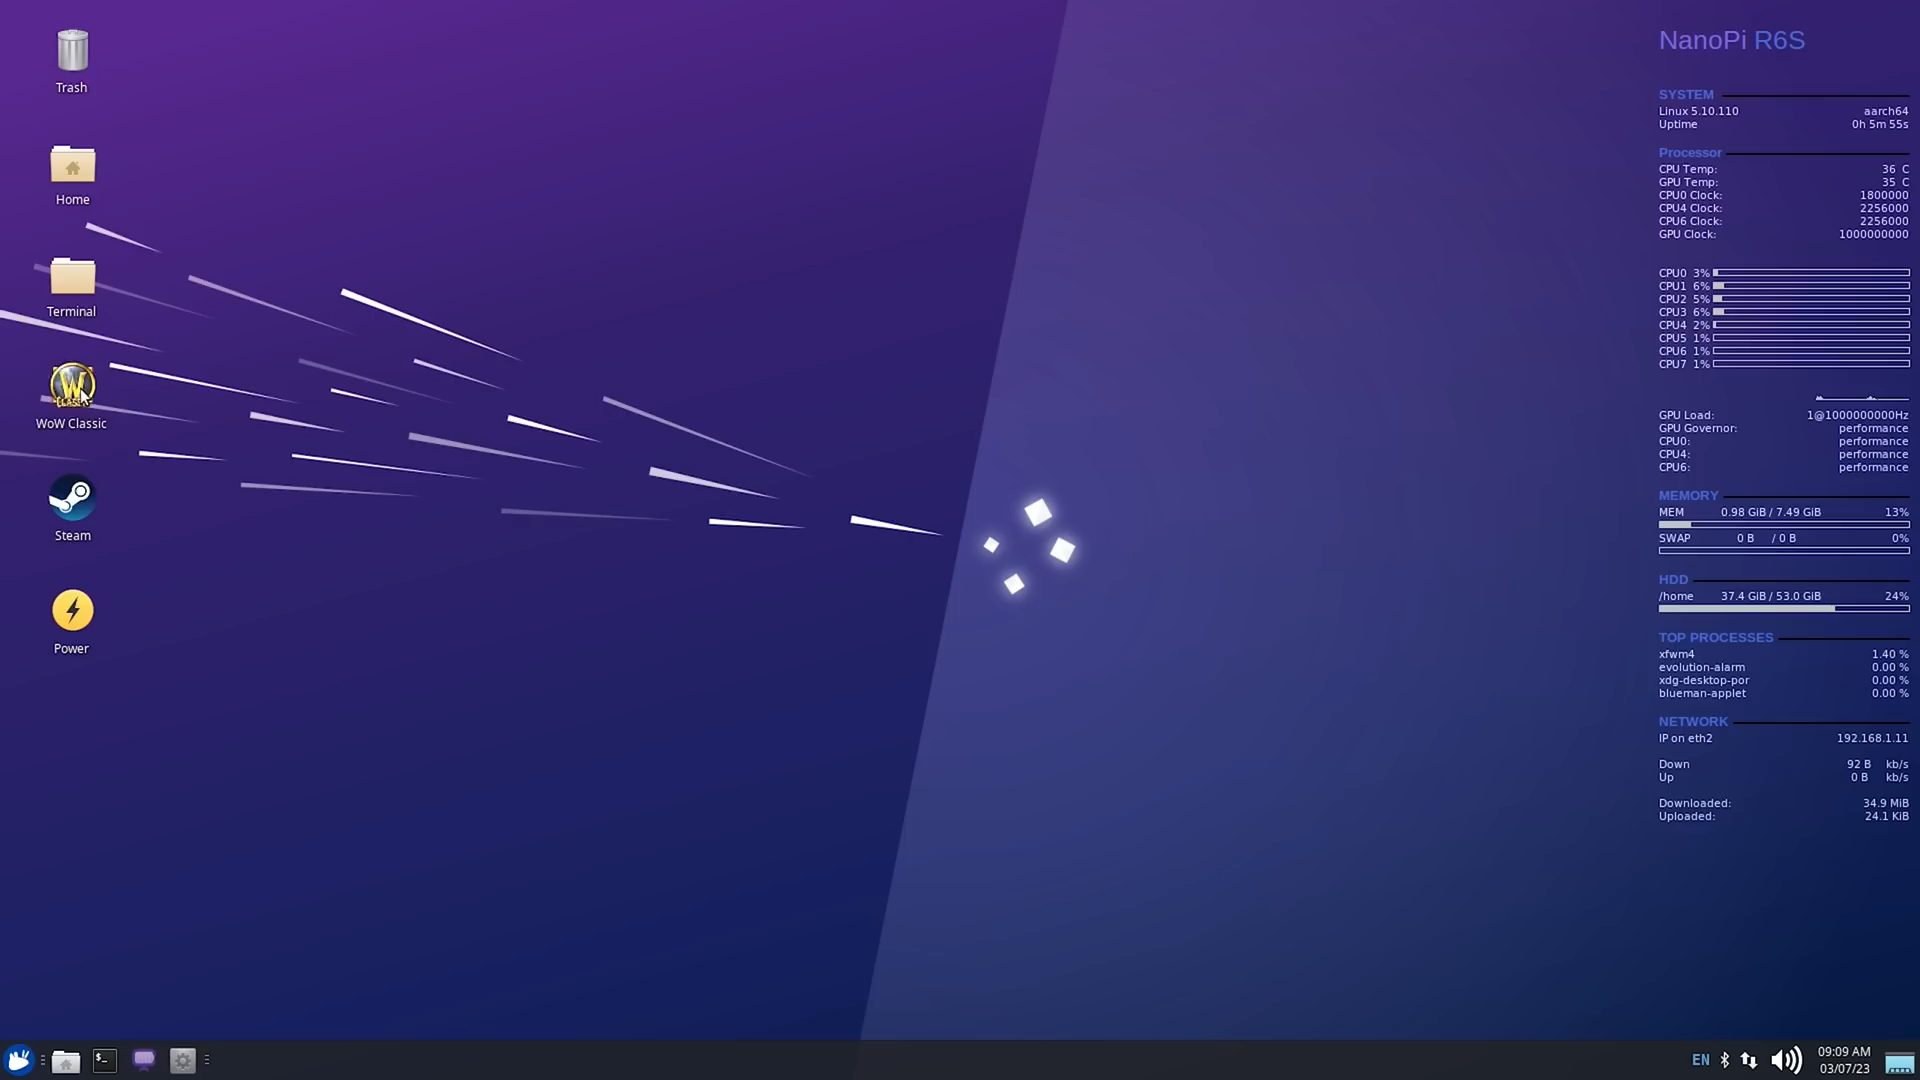 Trash
Home
Terminal
WoW Classic
Steam
Power
NanoPi R6S
SYSTEM
Linux 5.10.110 aarch64
Uptime 0h 5m 55s
Processor
CPU Temp: 36 C
GPU Temp: 35 C
CPU0 Clock: 1800000
CPU4 Clock: 2256000
CPU6 Clock: 2256000
GPU Clock: 1000000000
CPU0 3%
CPU1 6%
CPU2 5%
CPU3 6%
CPU4 2%
CPU5 1%
CPU6 1%
CPU7 1%
GPU Load: 1@1000000000Hz
GPU Governor: performance
CPU0: performance
CPU4: performance
CPU6: performance
MEMORY
MEM 0.98 GiB / 7.49 GiB 13%
SWAP 0 B / 0 B 0%
HDD
/home 37.4 GiB / 53.0 GiB 24%
TOP PROCESSES
xfwm4 1.40 %
evolution-alarm 0.00 %
xdg-desktop-por 0.00 %
blueman-applet 0.00 %
NETWORK
IP on eth2 192.168.1.11
Down 92 B kb/s
Up 0 B kb/s
Downloaded: 34.9 MiB
Uploaded: 24.1 KiB
EN
09:09 AM
03/07/23